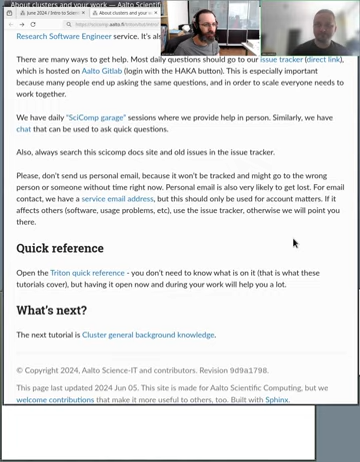 About clusters and your work — Aalto Scientif
June 2024 / Intro to Scien
About clusters and your w
https://scicomp.aalto.fi/triton/tut/intro
Research Software Engineer service. It's als
There are many ways to get help. Most daily questions should go to our issue tracker (direct link),
which is hosted on Aalto Gitlab (login with the HAKA button). This is especially important
because many people end up asking the same questions, and in order to scale everyone needs to
work together.
We have daily "SciComp garage" sessions where we provide help in person. Similarly, we have
chat that can be used to ask quick questions.
Also, always search this scicomp docs site and old issues in the issue tracker.
Please, don't send us personal email, because it won't be tracked and might go to the wrong
person or someone without time right now. Personal email is also very likely to get lost. For email
contact, we have a service email address, but this should only be used for account matters. If it
affects others (software, usage problems, etc), use the issue tracker, otherwise we will point you
there.
Quick reference
Open the Triton quick reference - you don't need to know what is on it (that is what these
tutorials cover), but having it open now and during your work will help you a lot.
What's next?
The next tutorial is Cluster general background knowledge.
© Copyright 2024, Aalto Science-IT and contributors. Revision 9d9a1798.
This page last updated 2024 Jun 05. This site is made for Aalto Scientific Computing, but we
welcome contributions that make it more useful to others, too. Built with Sphinx.